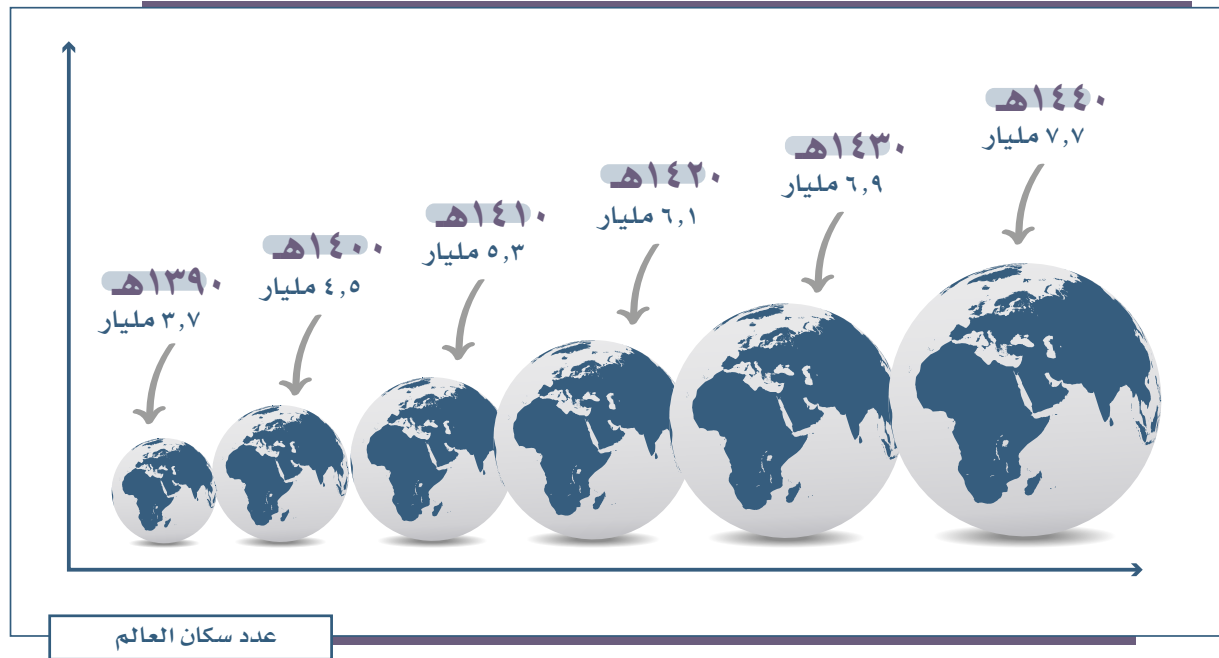 ١٣٩٠هـ
٣,٧ مليار
١٤٠٠هـ
٤,٥ مليار
١٤١٠هـ
٥,٣ مليار
١٤٢٠هـ
٦,١ مليار
١٤٣٠هـ
٦,٩ مليار
١٤٤٠هـ
٧,٧ مليار
عدد سكان العالم